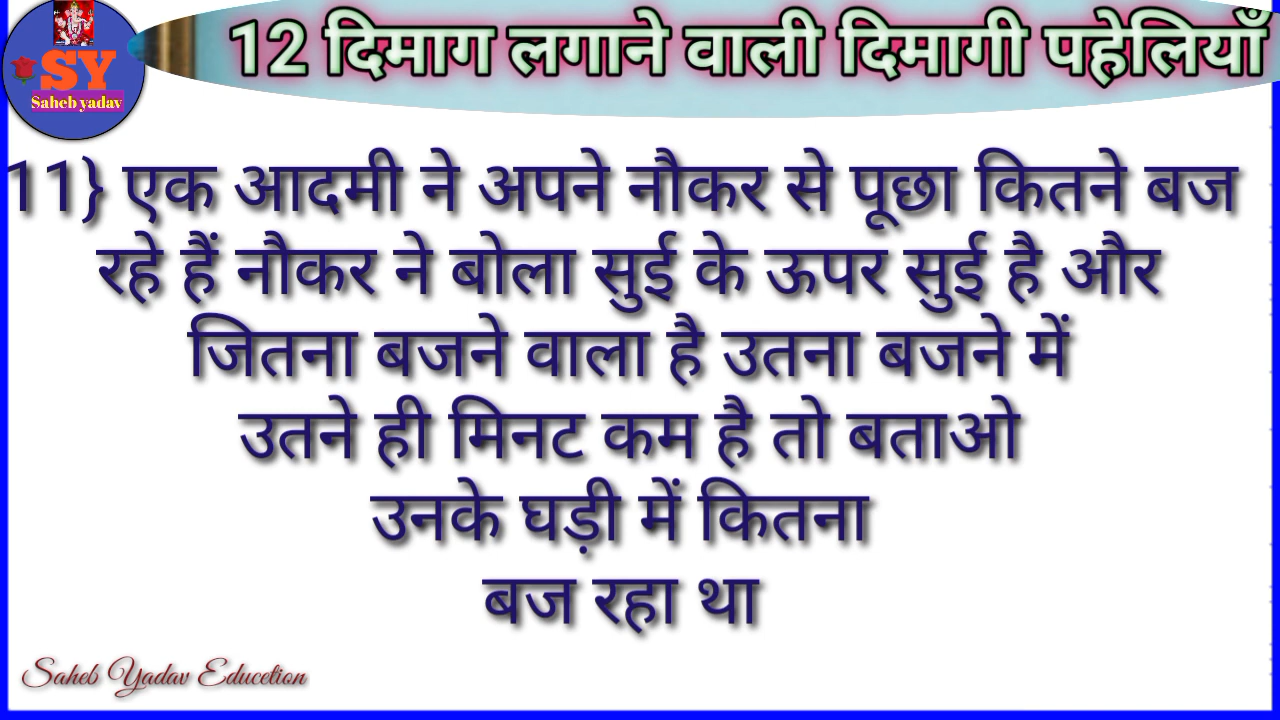 12 दिमाग लगाने वाली दिमागी पहेलियाँ
SY
Saheb yadav
11} एक आदमी ने अपने नौकर से पूछा कितने बज
रहे हैं नौकर ने बोला सुई के ऊपर सुई है और
जितना बजने वाला है उतना बजने में
उतने ही मिनट कम है तो बताओ
उनके घड़ी में कितना
बज रहा था
Saheb Yadav Educetion